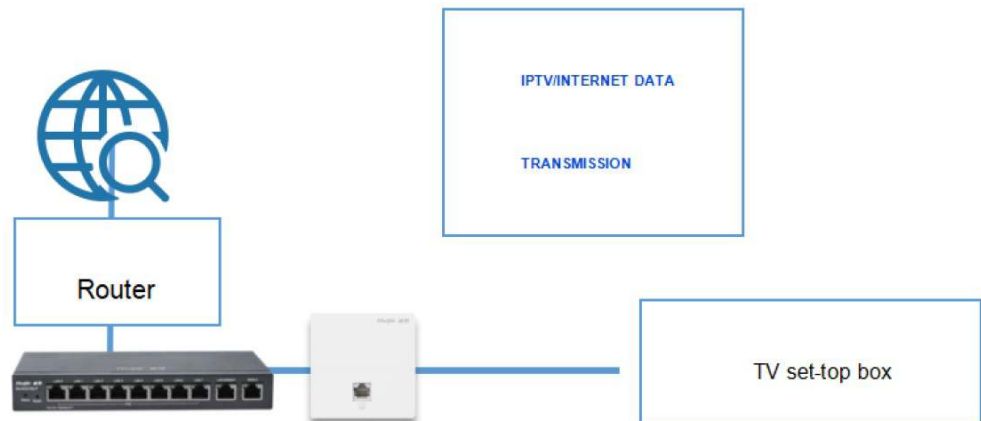 IPTV/INTERNET DATA
TRANSMISSION
Router
TV set-top box